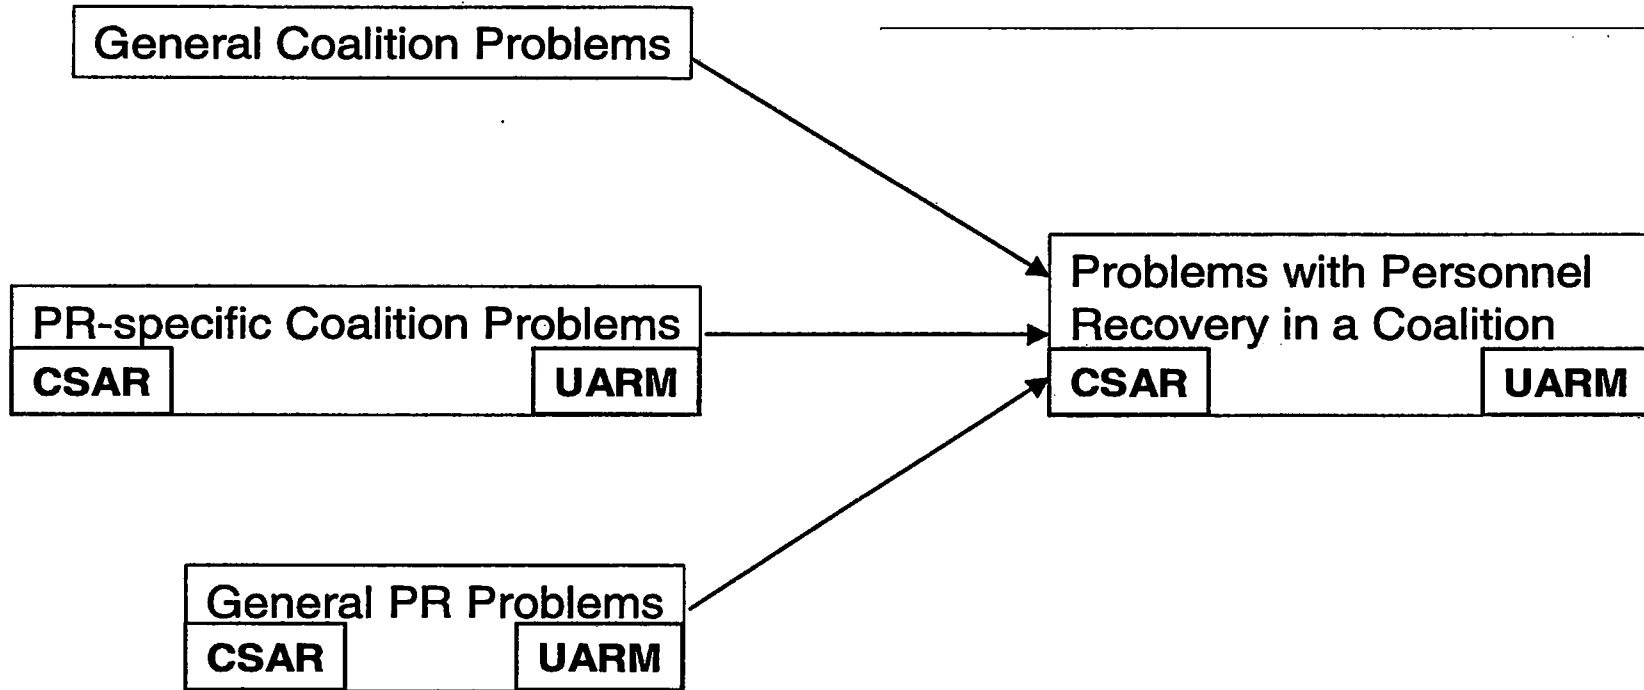 General Coalition Problems
PR-specific Coalition Problems
CSAR
UARM
General PR Problems
CSAR
UARM
Problems with Personnel
Recovery in a Coalition
CSAR
UARM